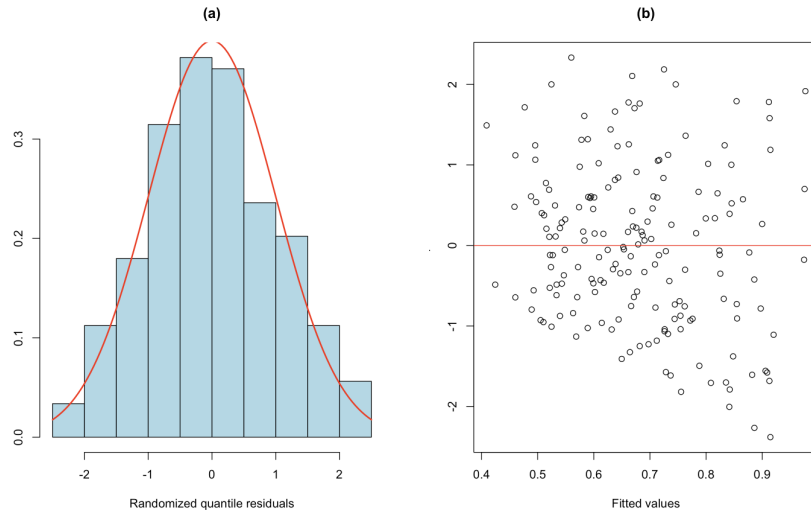 (a)
0.3
0.2
0.1
0.0
-2 -1 0 1 2
Randomized quantile residuals
(b)
2
1
0
-1
-2
0.4 0.5 0.6 0.7 0.8 0.9
Fitted values